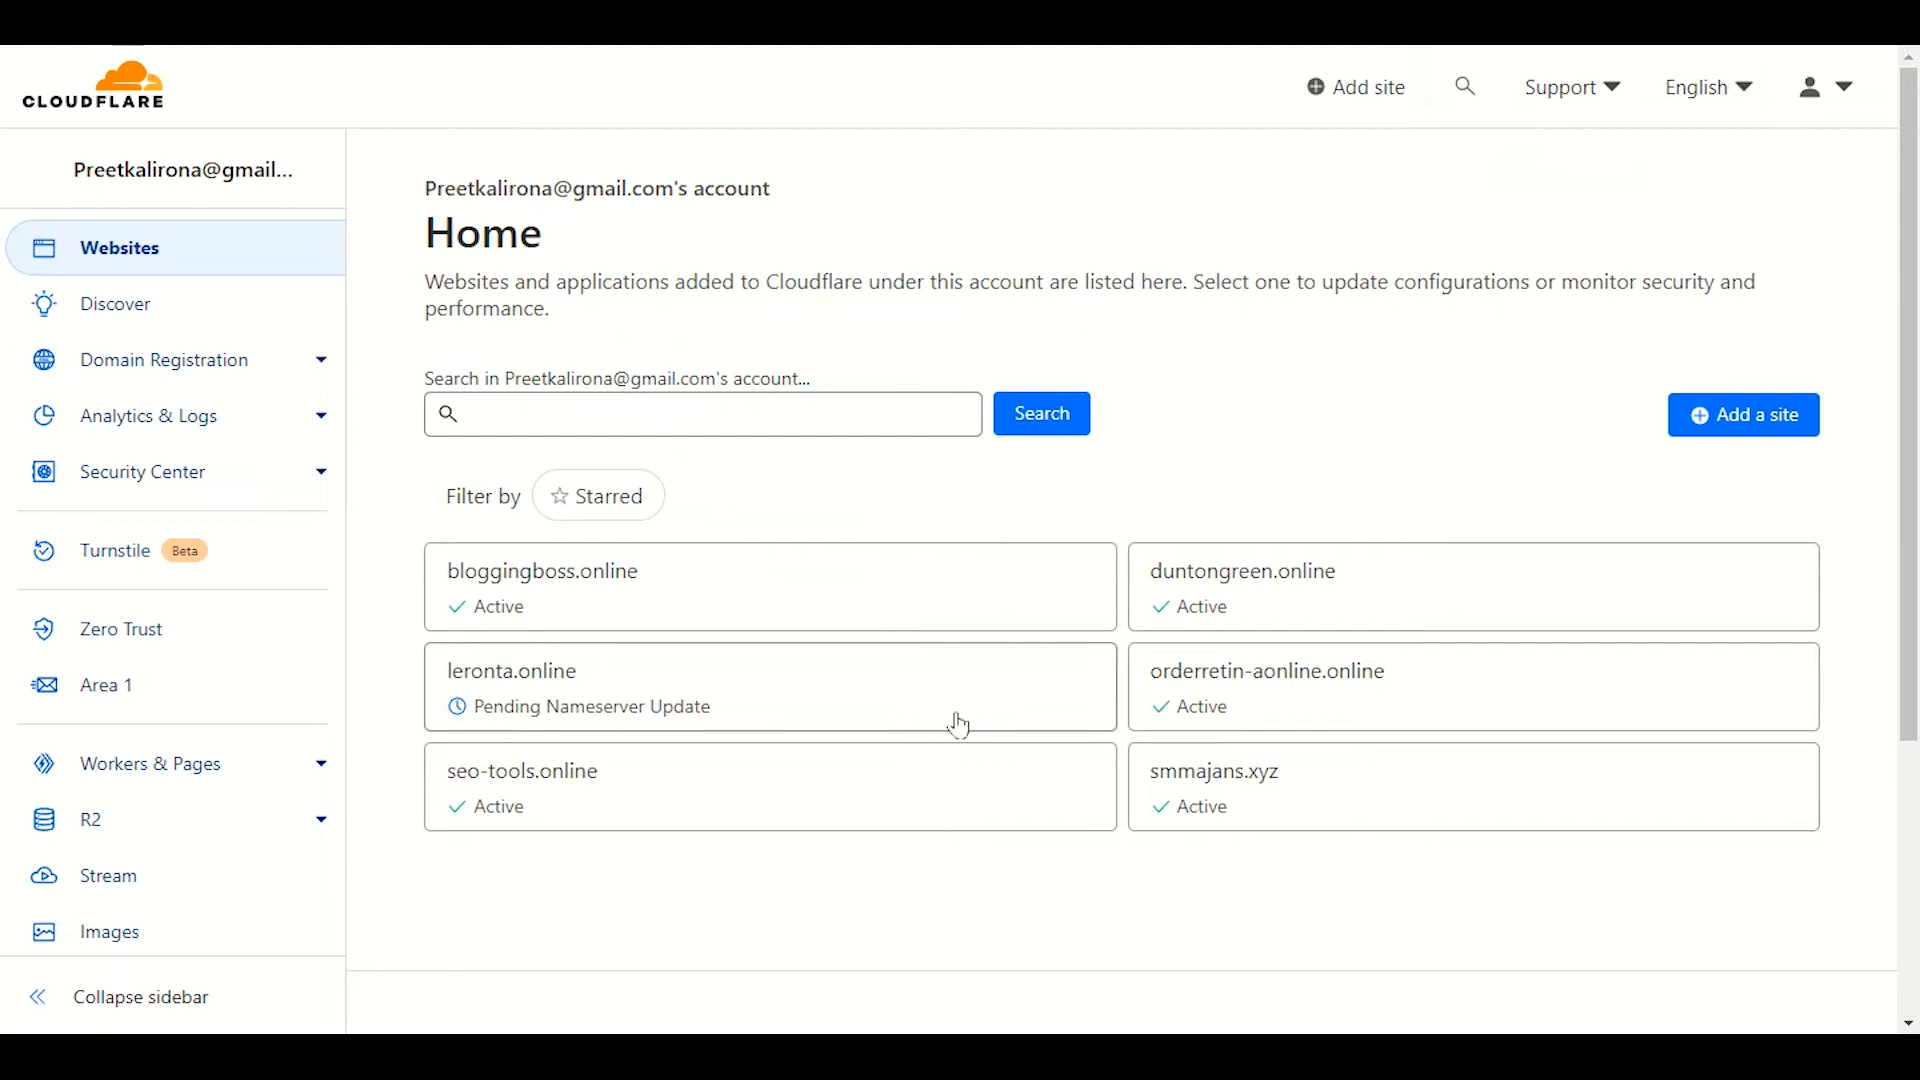 CLOUDFLARE
Add site
Support
English
Preetkalirona@gmail...
Websites
Discover
Domain Registration
Analytics & Logs
Security Center
Turnstile Beta
Zero Trust
Area 1
Workers & Pages
R2
Stream
Images
Collapse sidebar
Preetkalirona@gmail.com's account
Home
Websites and applications added to Cloudflare under this account are listed here. Select one to update configurations or monitor security and
performance.
Search in Preetkalirona@gmail.com's account...
Search
Add a site
Filter by Starred
bloggingboss.online
Active
duntongreen.online
Active
leronta.online
Pending Nameserver Update
orderretin-aonline.online
Active
seo-tools.online
Active
smmajans.xyz
Active